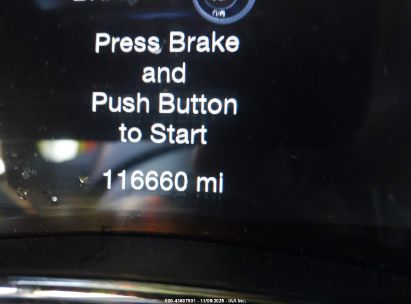 Press Brake
and
Push Button
to Start
116660 mi